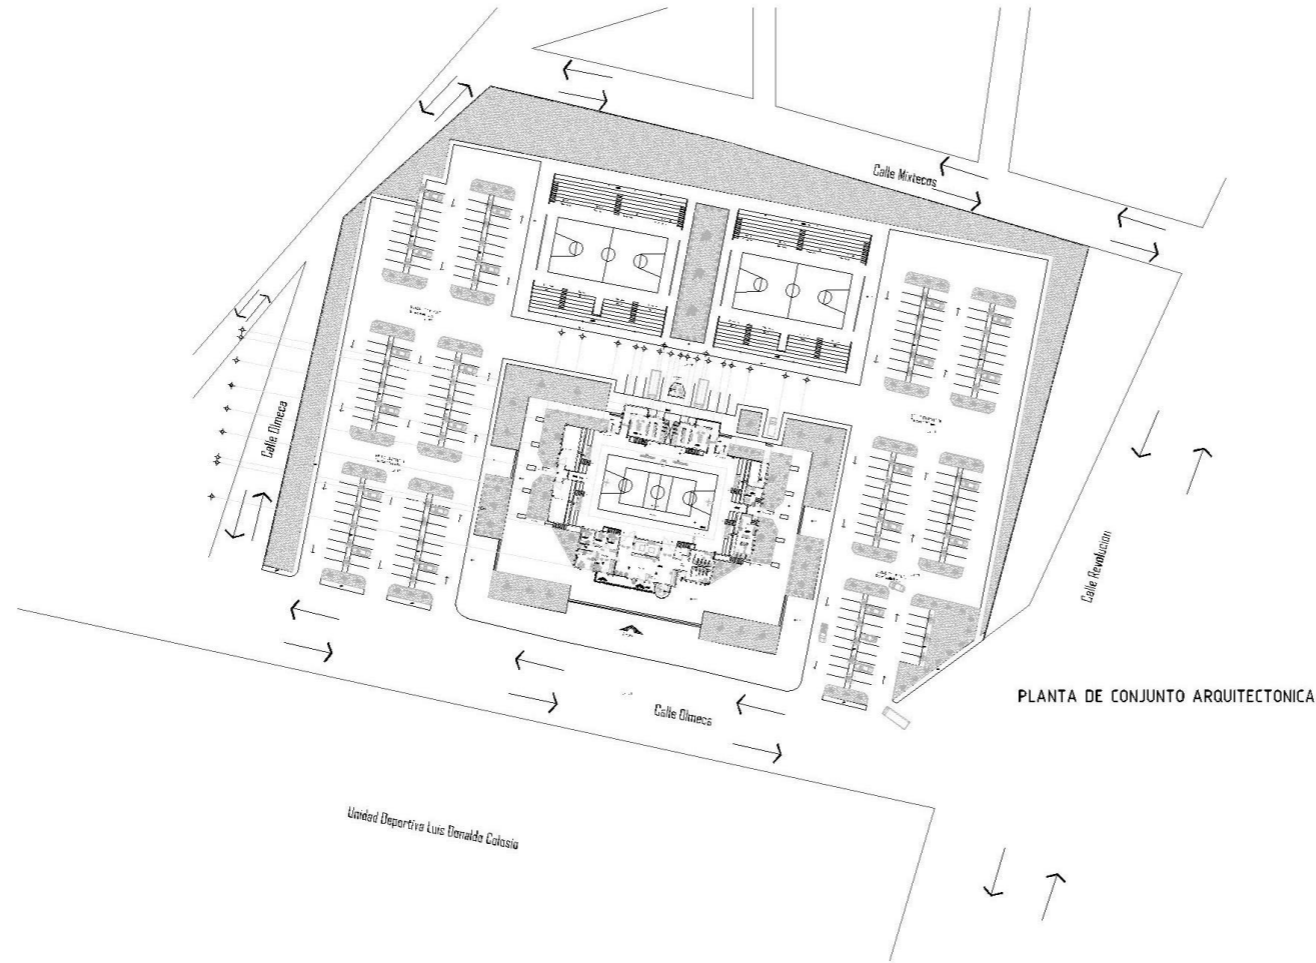 Calle Mixtecas
Calle Olmeca
Calle Revolucion
PLANTA DE CONJUNTO ARQUITECTONICA
Calle Olmeca
Unidad Deportiva Luis Donaldo Colosio